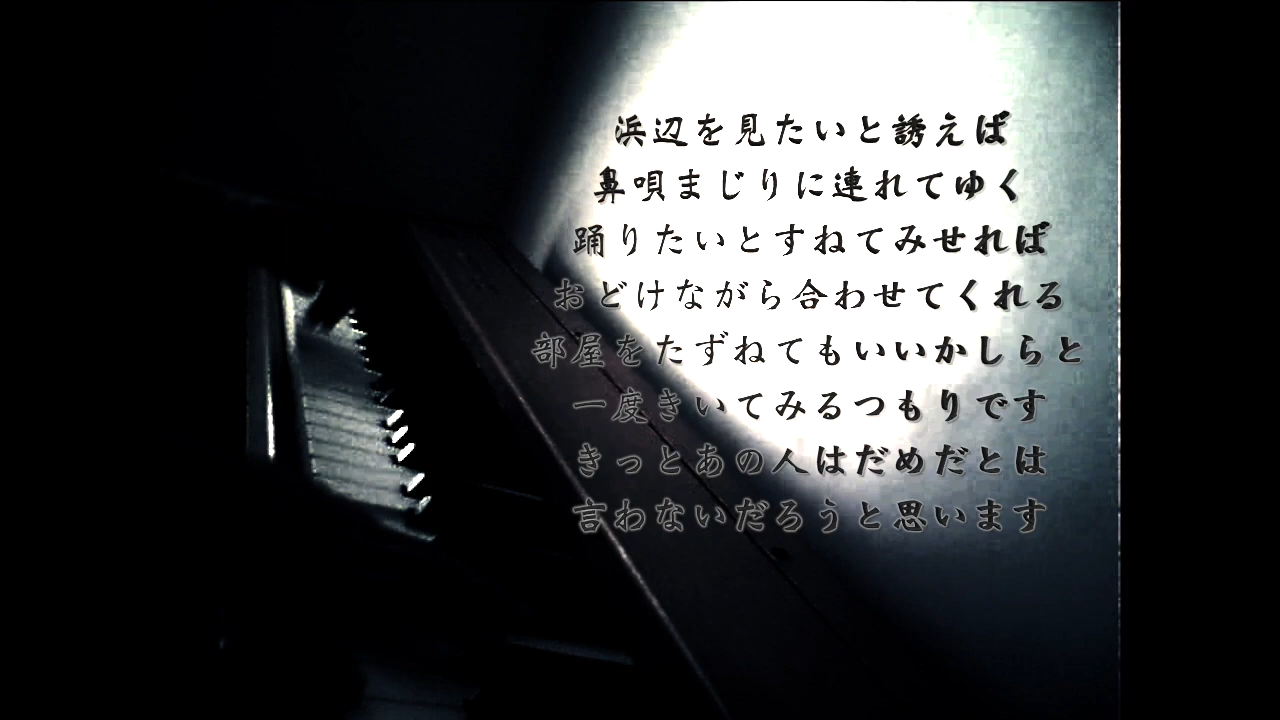 浜辺を見たいと誘えば
鼻唄まじりに連れてゆく
踊りたいとすねてみせれば
おどけながら合わせてくれる
部屋をたずねてもいいかしらと
一度きいてみるつもりです
きっとあの人はだめだとは
言わないだろうと思います